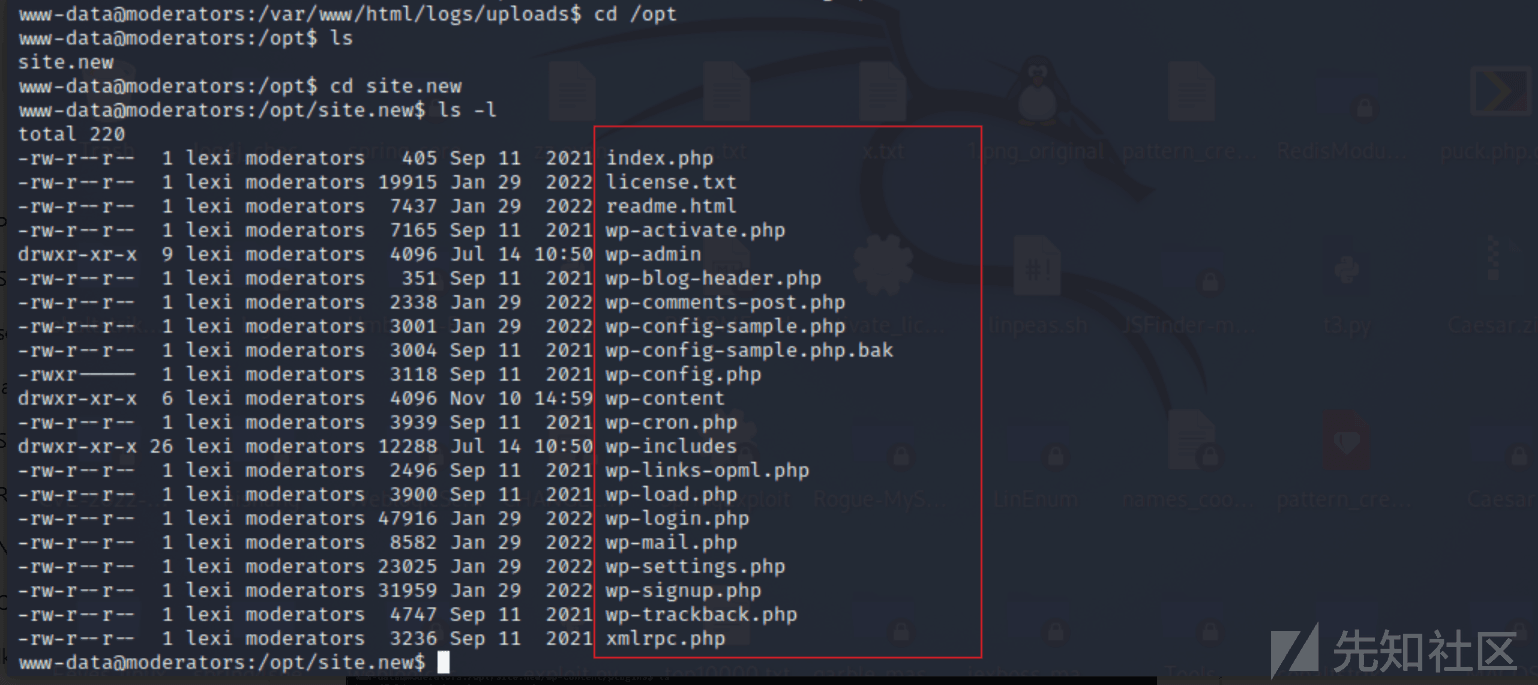 www-data@moderators:/var/www/html/logs/uploads$ cd /opt
www-data@moderators:/opt$ ls
site.new
www-data@moderators:/opt$ cd site.new
www-data@moderators:/opt/site.new$ ls -l
total 220
-rw-r--r-- 1 lexi moderators 405 Sep 11 2021 index.php
-rw-r--r-- 1 lexi moderators 19915 Jan 29 2022 license.txt
-rw-r--r-- 1 lexi moderators 7437 Jan 29 2022 readme.html
-rw-r--r-- 1 lexi moderators 7165 Sep 11 2021 wp-activate.php
drwxr-xr-x 9 lexi moderators 4096 Jul 14 10:50 wp-admin
-rw-r--r-- 1 lexi moderators 351 Sep 11 2021 wp-blog-header.php
-rw-r--r-- 1 lexi moderators 2338 Jan 29 2022 wp-comments-post.php
-rw-r--r-- 1 lexi moderators 3001 Jan 29 2022 wp-config-sample.php
-rw-r--r-- 1 lexi moderators 3004 Sep 11 2021 wp-config-sample.php.bak
-rwxr----- 1 lexi moderators 3118 Sep 11 2021 wp-config.php
drwxr-xr-x 6 lexi moderators 4096 Nov 10 14:59 wp-content
-rw-r--r-- 1 lexi moderators 3939 Sep 11 2021 wp-cron.php
drwxr-xr-x 26 lexi moderators 12288 Jul 14 10:50 wp-includes
-rw-r--r-- 1 lexi moderators 2496 Sep 11 2021 wp-links-opml.php
-rw-r--r-- 1 lexi moderators 3900 Sep 11 2021 wp-load.php
-rw-r--r-- 1 lexi moderators 47916 Jan 29 2022 wp-login.php
-rw-r--r-- 1 lexi moderators 8582 Jan 29 2022 wp-mail.php
-rw-r--r-- 1 lexi moderators 23025 Jan 29 2022 wp-settings.php
-rw-r--r-- 1 lexi moderators 31959 Jan 29 2022 wp-signup.php
-rw-r--r-- 1 lexi moderators 4747 Sep 11 2021 wp-trackback.php
-rw-r--r-- 1 lexi moderators 3236 Sep 11 2021 xmlrpc.php
www-data@moderators:/opt/site.new$
先知社区